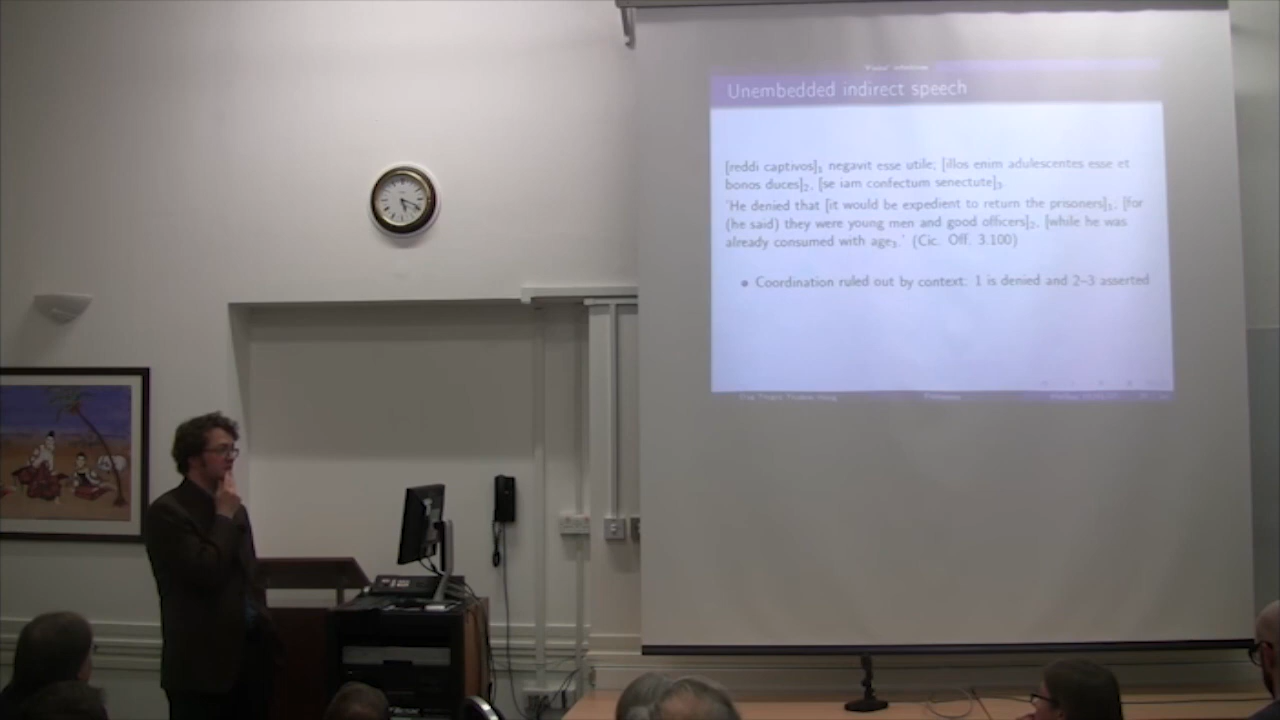 Unembedded indirect speech
[reddi captivos]₁ negavit esse utile; [illos enim adulescentes esse et
bonos duces]₂, [se iam confectum senectute]₃
'He denied that [it would be expedient to return the prisoners]₁, [for
(he said) they were young men and good officers]₂, [while he was
already consumed with age₃.' (Cic. Off. 3.100)
Coordination ruled out by context: 1 is denied and 2–3 asserted